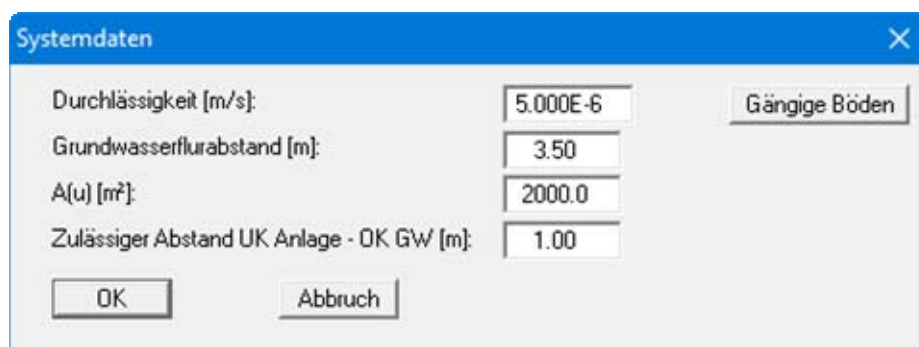 Systemdaten
Durchlässigkeit [m/s]: 5.000E-6 Gängige Böden
Grundwasserflurabstand [m]: 3.50
A(u) [m²]: 2000.0
Zulässiger Abstand UK Anlage - OK GW [m]: 1.00
OK Abbruch